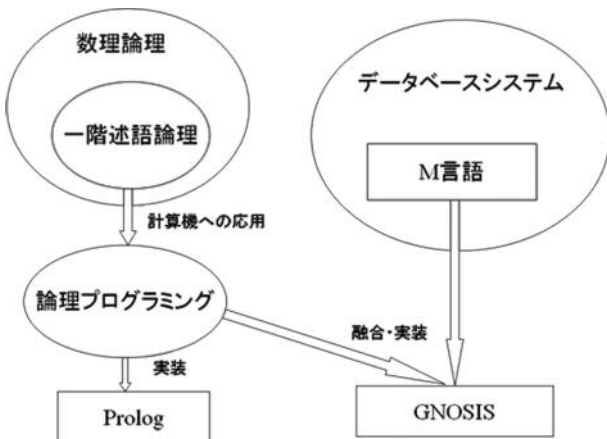 数理論理
一階述語論理
データベースシステム
M言語
計算機への応用
論理プログラミング
融合・実装
実装
Prolog
GNOSIS